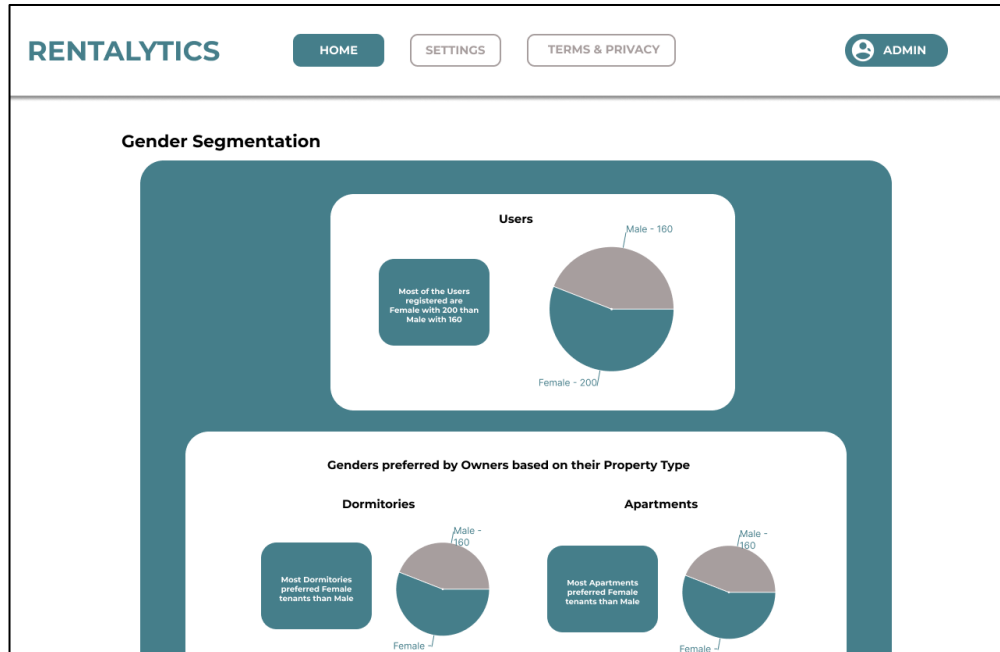 RENTALYTICS
HOME
SETTINGS
TERMS & PRIVACY
ADMIN
Gender Segmentation
Users
Male - 160
Most of the Users
registered are
Female with 200 than
Male with 160
Female - 200
Genders preferred by Owners based on their Property Type
Dormitories
Apartments
Male -
160
Most Dormitories
preferred Female
tenants than Male
Female -
Male -
160
Most Apartments
preferred Female
tenants than Male
Female -